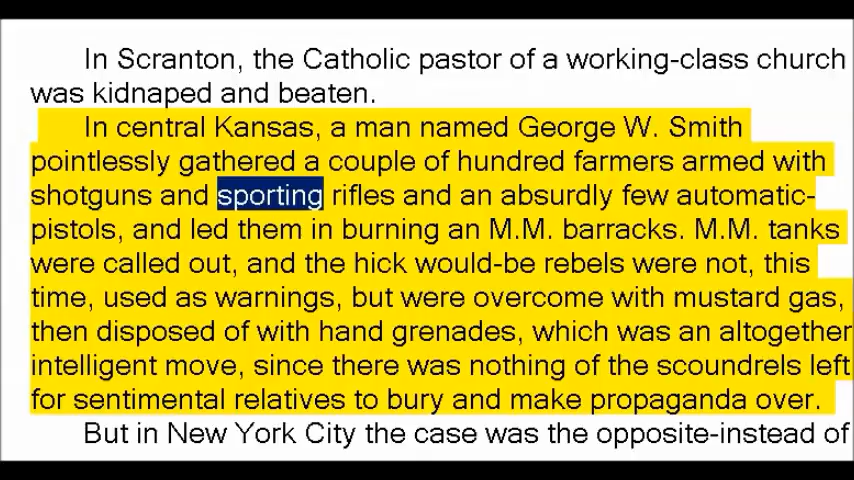 In Scranton, the Catholic pastor of a working-class church
was kidnaped and beaten.
In central Kansas, a man named George W. Smith
pointlessly gathered a couple of hundred farmers armed with
shotguns and sporting rifles and an absurdly few automatic-
pistols, and led them in burning an M.M. barracks. M.M. tanks
were called out, and the hick would-be rebels were not, this
time, used as warnings, but were overcome with mustard gas,
then disposed of with hand grenades, which was an altogether
intelligent move, since there was nothing of the scoundrels left
for sentimental relatives to bury and make propaganda over.
But in New York City the case was the opposite-instead of